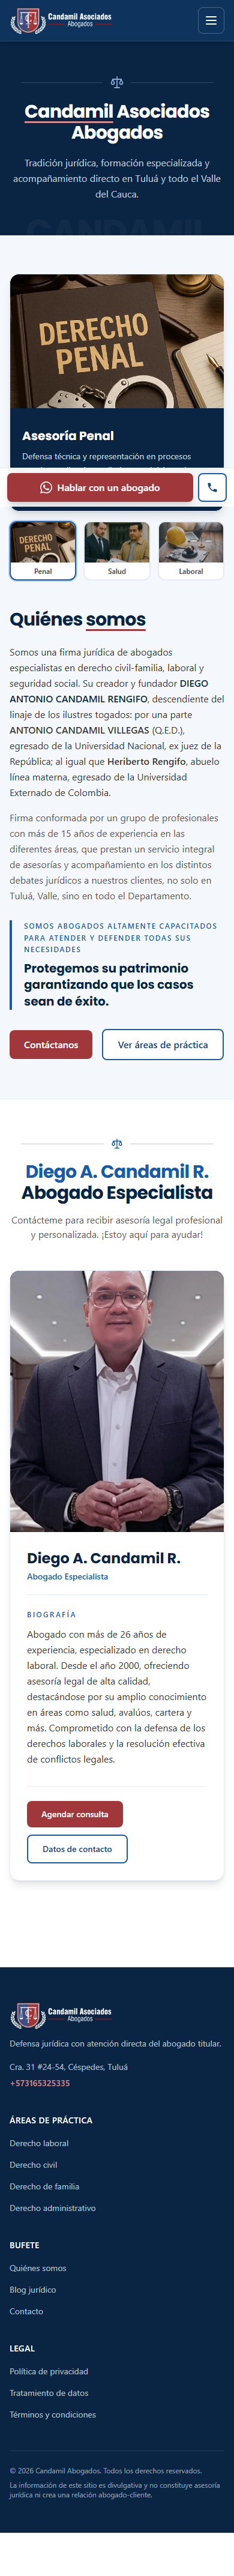 Candamil Asociados
Abogados
Candamil Asociados
Abogados
Tradición jurídica, formación especializada y
acompañamiento directo en Tuluá y todo el Valle
del Cauca.
CANDAMIL
DERECHO
PENAL
Asesoría Penal
Defensa técnica y representación en procesos
Hablar con un abogado
Penal
Salud
Laboral
Quiénes somos
Somos una firma jurídica de abogados
especialistas en derecho civil-familia, laboral y
seguridad social. Su creador y fundador DIEGO
ANTONIO CANDAMIL RENGIFO, descendiente del
linaje de los ilustres togados: por una parte
ANTONIO CANDAMIL VILLEGAS (Q.E.D.),
egresado de la Universidad Nacional, ex juez de la
República; al igual que Heriberto Rengifo, abuelo
línea materna, egresado de la Universidad
Externado de Colombia.
Firma conformada por un grupo de profesionales
con más de 15 años de experiencia en las
diferentes áreas, que prestan un servicio integral
de asesorías y acompañamiento en los distintos
debates jurídicos a nuestros clientes, no solo en
Tuluá, Valle, sino en todo el Departamento.
SOMOS ABOGADOS ALTAMENTE CAPACITADOS
PARA ATENDER Y DEFENDER TODAS SUS
NECESIDADES
Protegemos su patrimonio
garantizando que los casos
sean de éxito.
Contáctanos
Ver áreas de práctica
Diego A. Candamil R.
Abogado Especialista
Contácteme para recibir asesoría legal profesional
y personalizada. ¡Estoy aquí para ayudar!
Diego A. Candamil R.
Abogado Especialista
BIOGRAFÍA
Abogado con más de 26 años de
experiencia, especializado en derecho
laboral. Desde el año 2000, ofreciendo
asesoría legal de alta calidad,
destacándose por su amplio conocimiento
en áreas como salud, avalúos, cartera y
más. Comprometido con la defensa de los
derechos laborales y la resolución efectiva
de conflictos legales.
Agendar consulta
Datos de contacto
Candamil Asociados
Abogados
Defensa jurídica con atención directa del abogado titular.
Cra. 31 #24-54, Céspedes, Tuluá
+573165325335
ÁREAS DE PRÁCTICA
Derecho laboral
Derecho civil
Derecho de familia
Derecho administrativo
BUFETE
Quiénes somos
Blog jurídico
Contacto
LEGAL
Política de privacidad
Tratamiento de datos
Términos y condiciones
© 2026 Candamil Abogados. Todos los derechos reservados.
La información de este sitio es divulgativa y no constituye asesoría
jurídica ni crea una relación abogado-cliente.